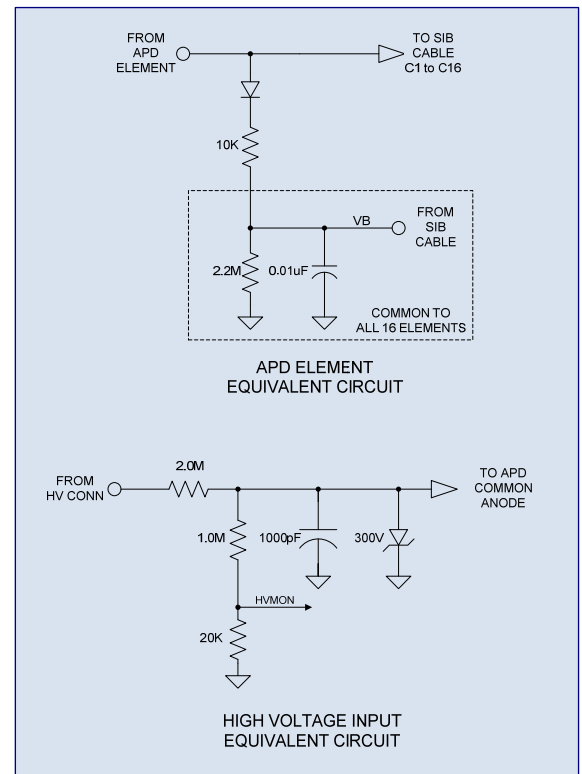 FROM
APD
ELEMENT
TO SIB
CABLE
C1 to C16
10K
VB
FROM
SIB
CABLE
2.2M
0.01uF
COMMON TO
ALL 16 ELEMENTS
APD ELEMENT
EQUIVALENT CIRCUIT
2.0M
FROM
HV CONN
TO APD
COMMON
ANODE
1.0M
1000pF
300V
HVMON
20K
HIGH VOLTAGE INPUT
EQUIVALENT CIRCUIT